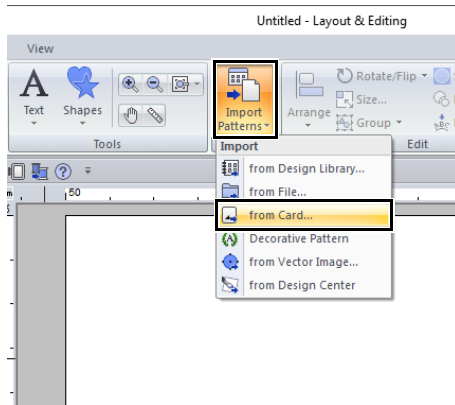 Untitled - Layout & Editing
View
Text
Shapes
Import
Patterns
Arrange
Rotate/Flip
Size...
Group
abc
Tools
Edit
Import
50
from Design Library...
from File...
from Card...
Decorative Pattern
from Vector Image...
from Design Center